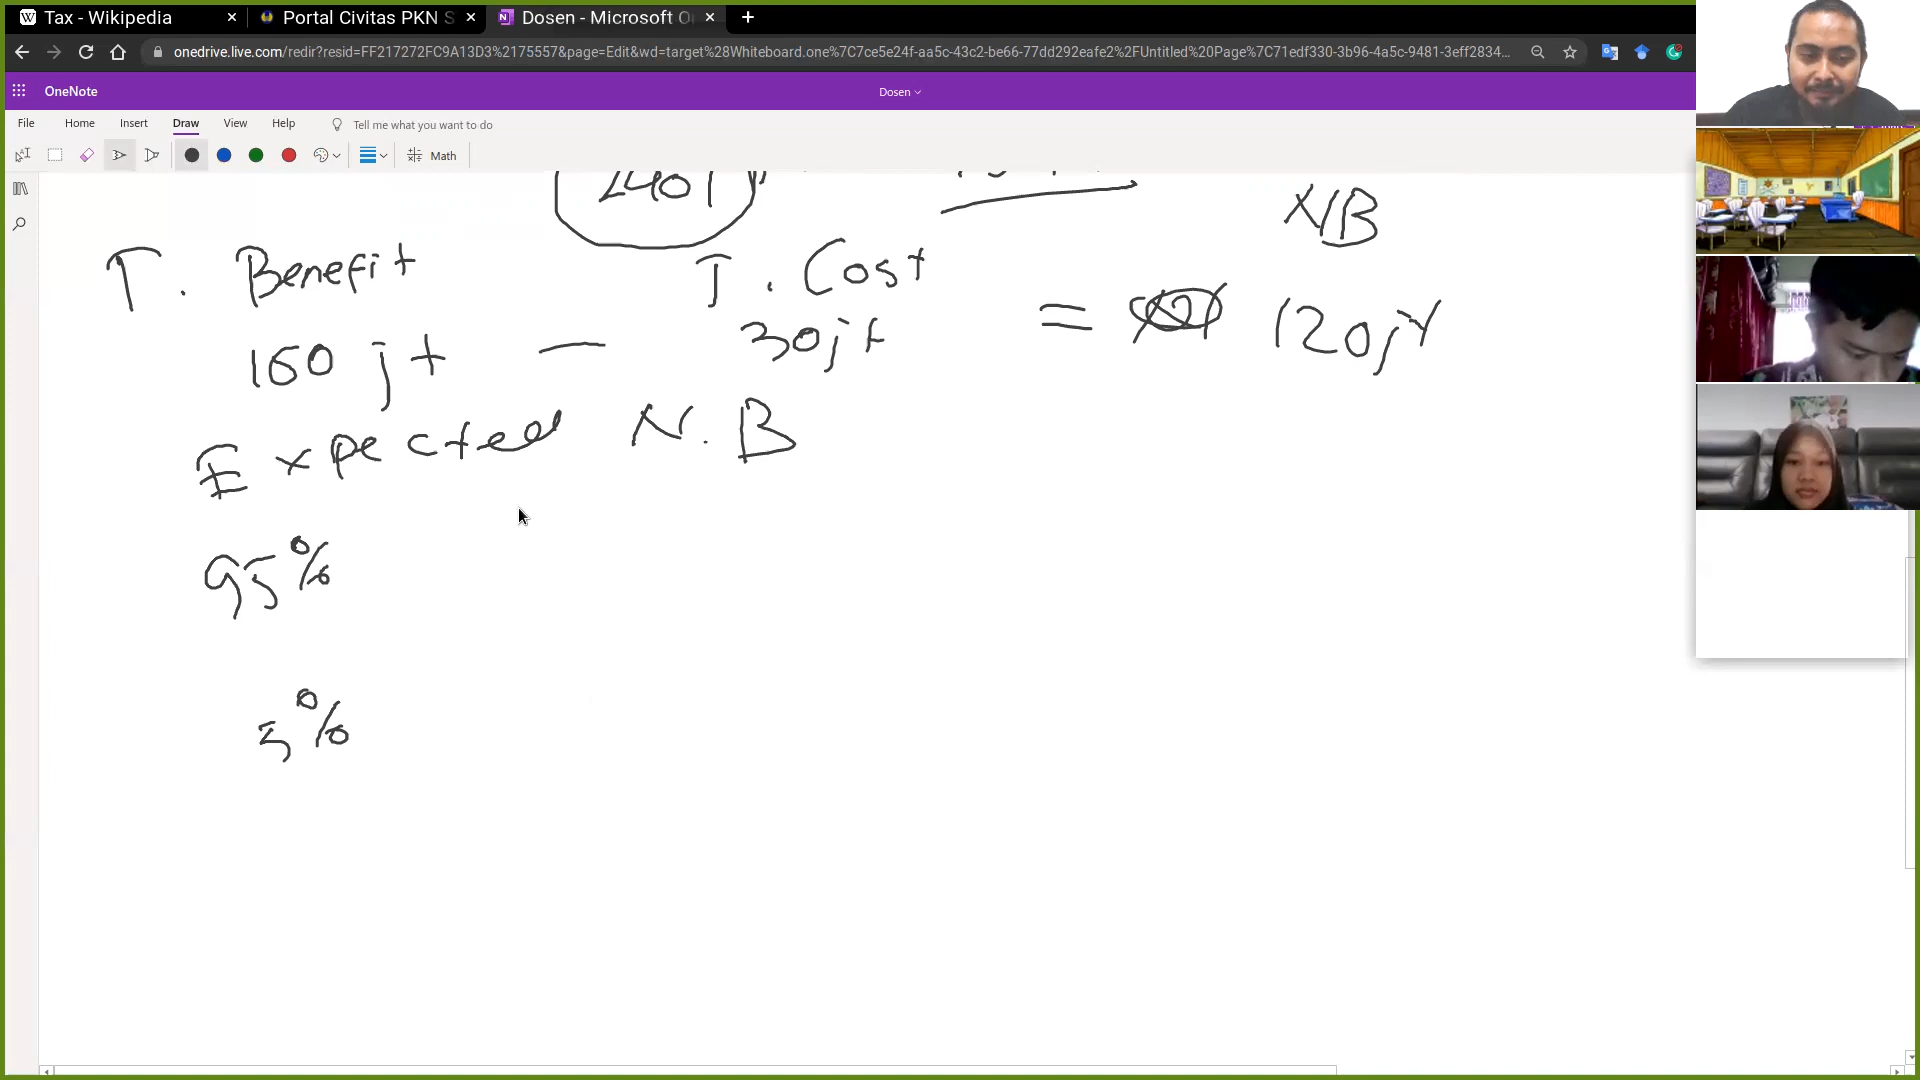 Tax - Wikipedia
Portal Civitas PKN S
Dosen - Microsoft O
onedrive.live.com/redir?resid=FF217272FC9A13D3%2175557&page=Edit&wd=target%28Whiteboard.one%7C7ce5e24f-aa5c-43c2-be66-77dd292eafe2%2FUntitled%20Page%7C71edf330-3b96-4a5c-9481-3eff2834...
OneNote
Dosen
File Home Insert Draw View Help Tell me what you want to do
Math
N/B
T. Benefit T. Cost
160 jt — 30jt = 120jt
Expected N.B
95%
5%